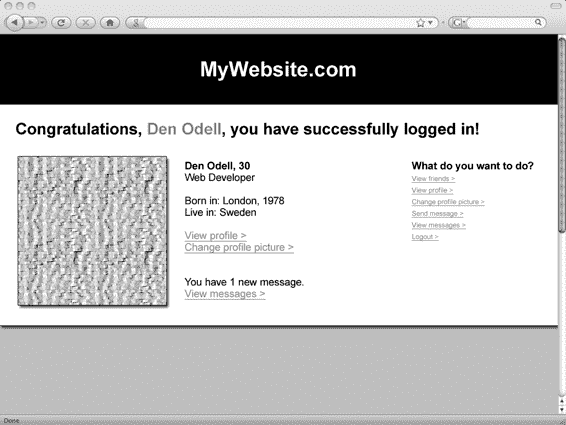 MyWebsite.com
Congratulations, Den Odell, you have successfully logged in!
Den Odell, 30
Web Developer
Born in: London, 1978
Live in: Sweden
View profile >
Change profile picture >
You have 1 new message.
View messages >
What do you want to do?
View friends >
View profile >
Change profile picture >
Send message >
View messages >
Logout >
Done